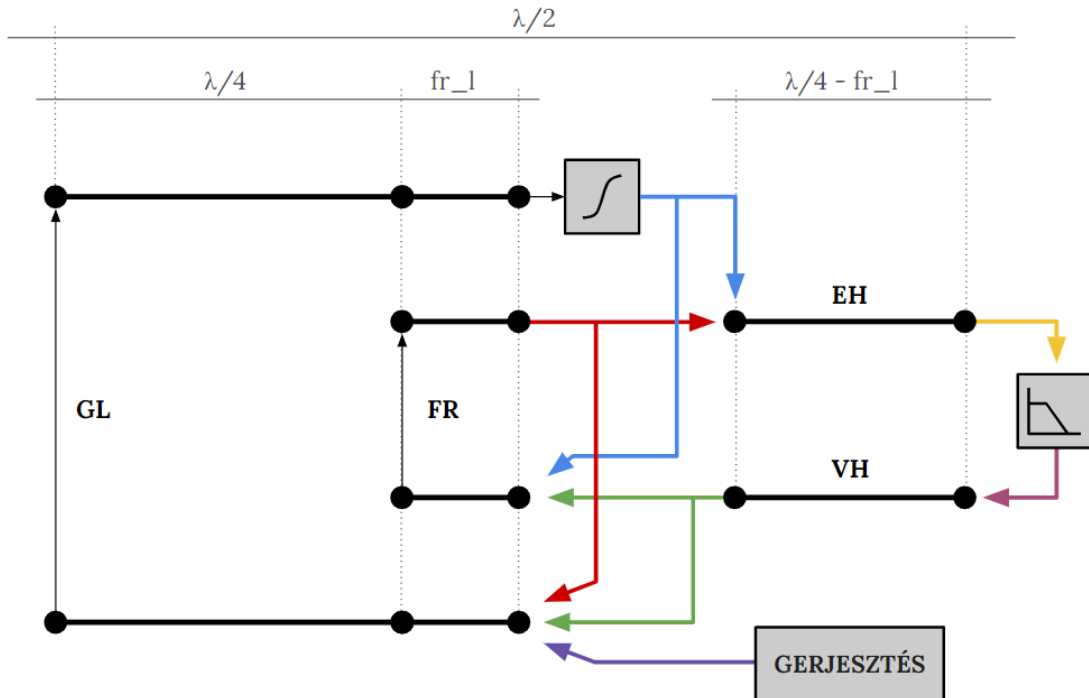 λ/2
λ/4
fr_l
λ/4 - fr_l
EH
GL
FR
VH
GERJESZTÉS